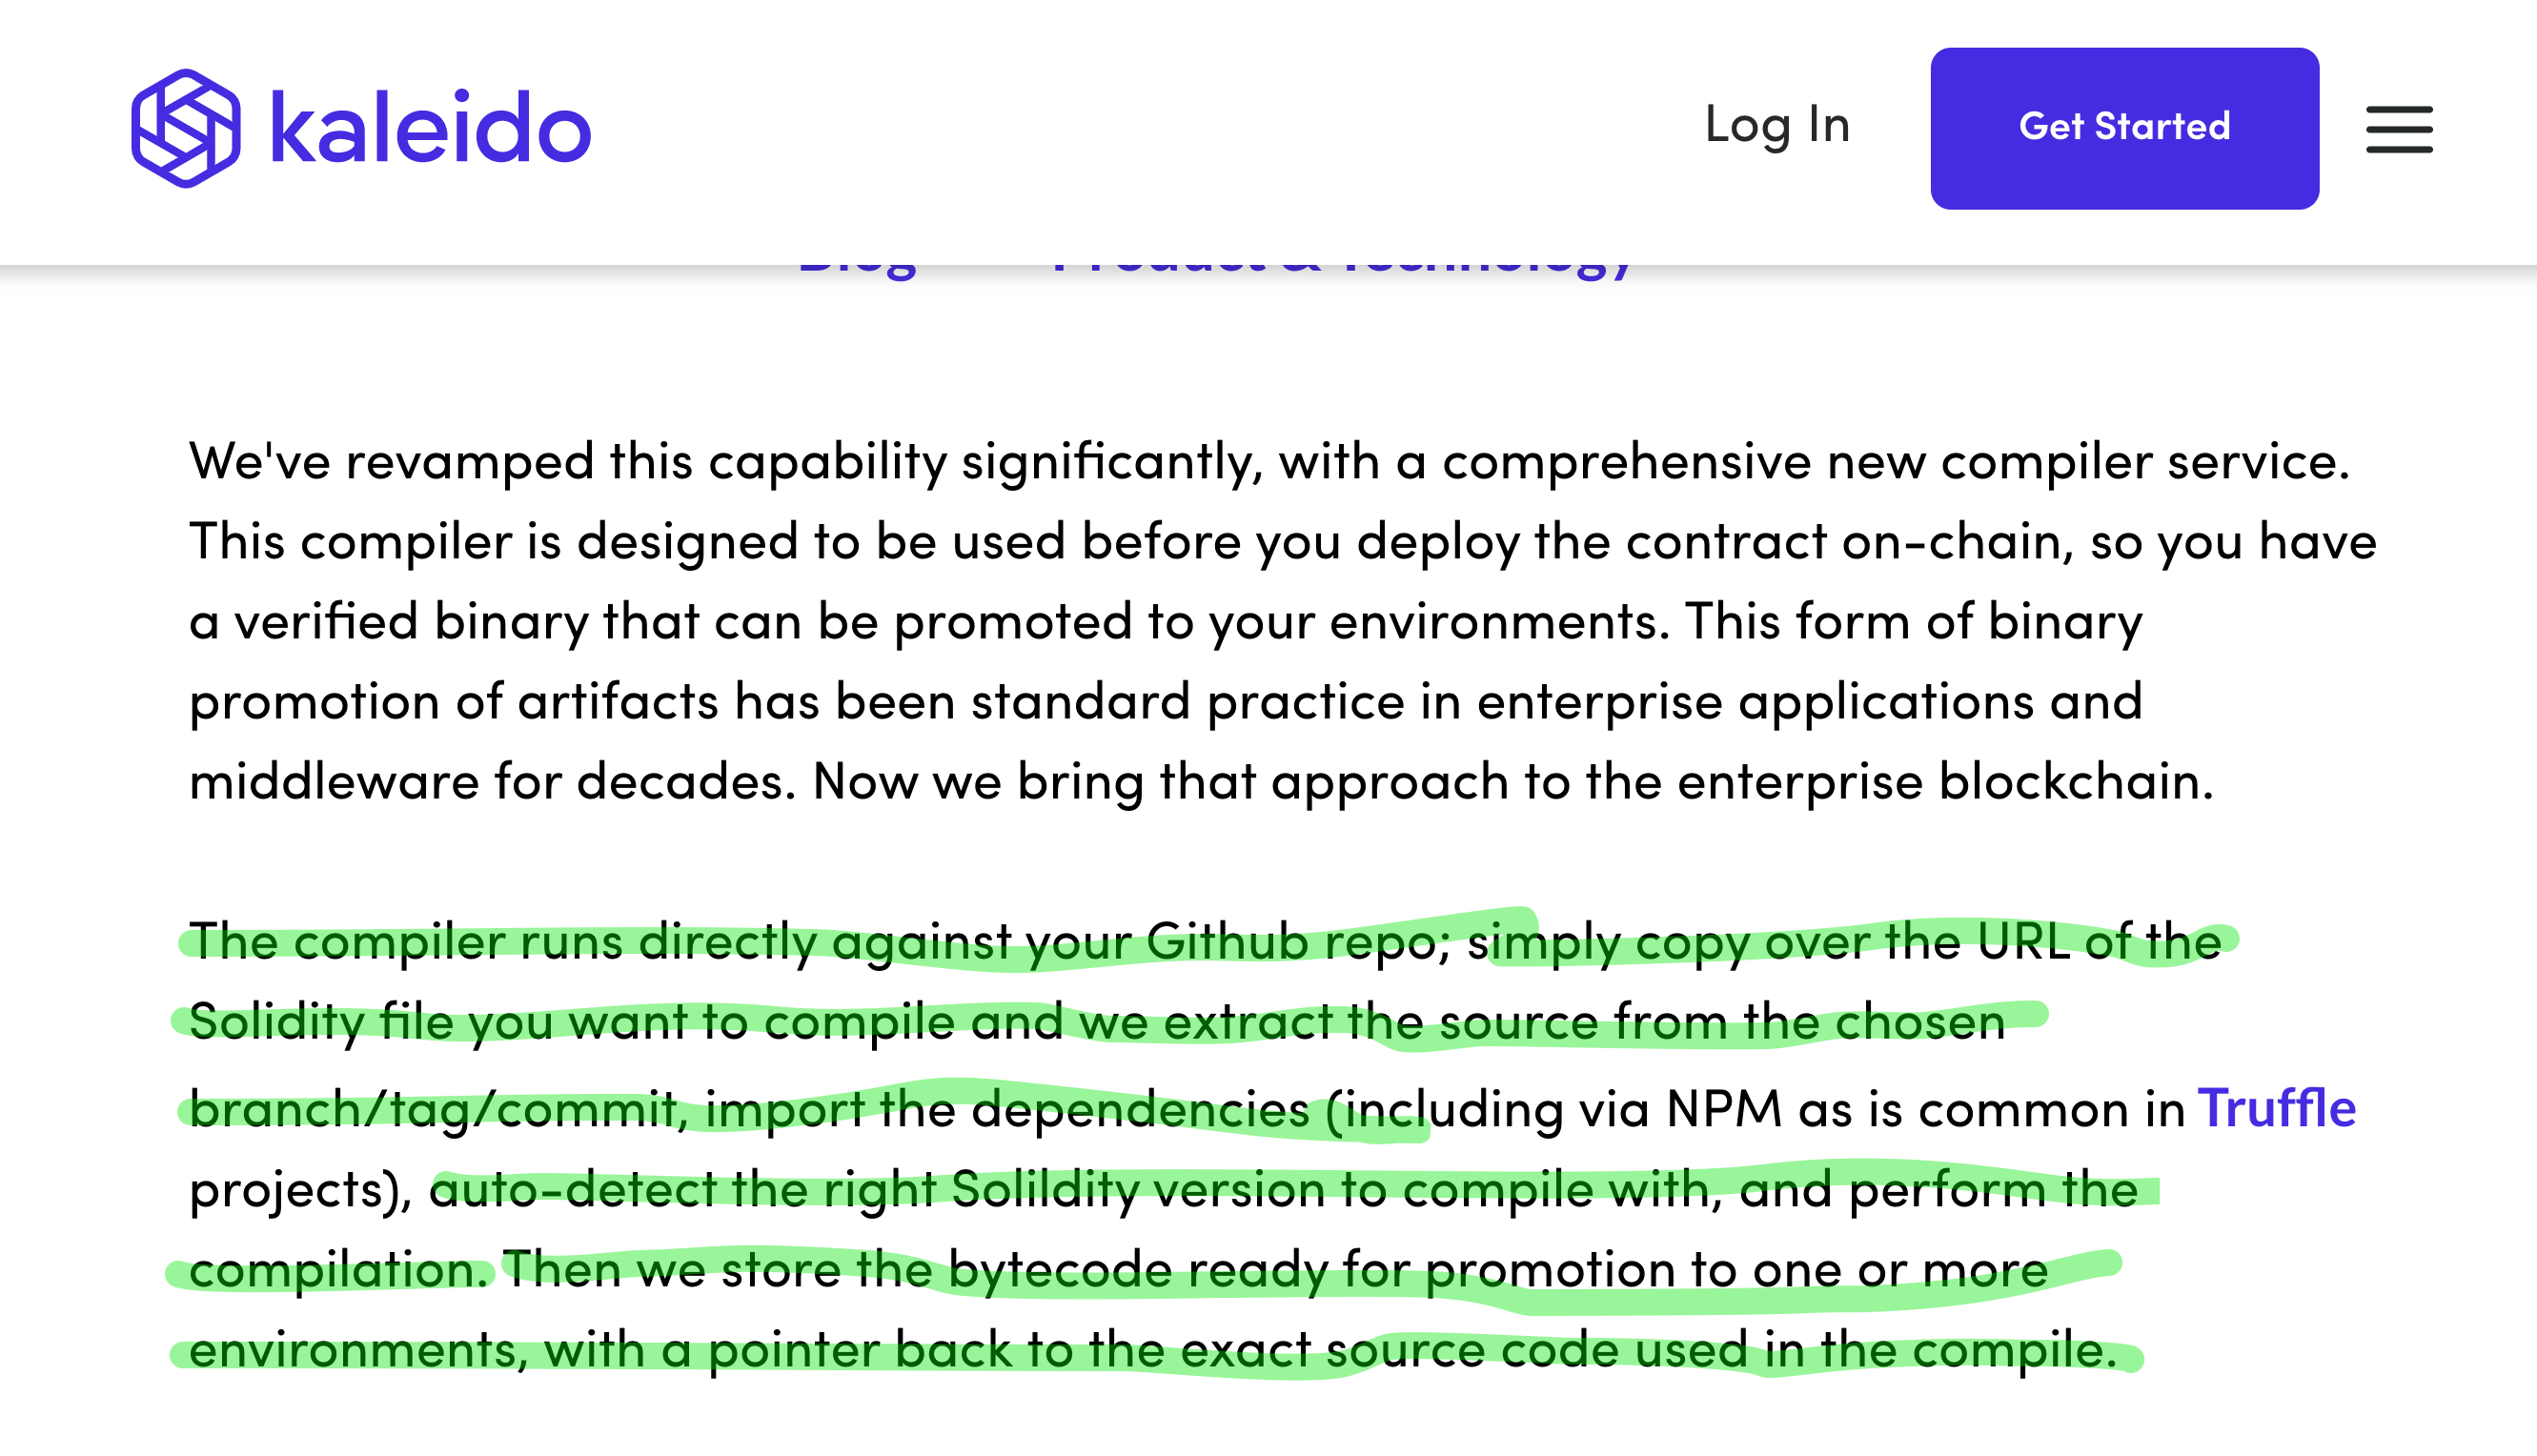 kaleido
Log In
Get Started
Blog
Product & Technology
We've revamped this capability significantly, with a comprehensive new compiler service.
This compiler is designed to be used before you deploy the contract on-chain, so you have
a verified binary that can be promoted to your environments. This form of binary
promotion of artifacts has been standard practice in enterprise applications and
middleware for decades. Now we bring that approach to the enterprise blockchain.
The compiler runs directly against your Github repo; simply copy over the URL of the
Solidity file you want to compile and we extract the source from the chosen
branch/tag/commit, import the dependencies (including via NPM as is common in Truffle
projects), auto-detect the right Solildity version to compile with, and perform the
compilation. Then we store the bytecode ready for promotion to one or more
environments, with a pointer back to the exact source code used in the compile.